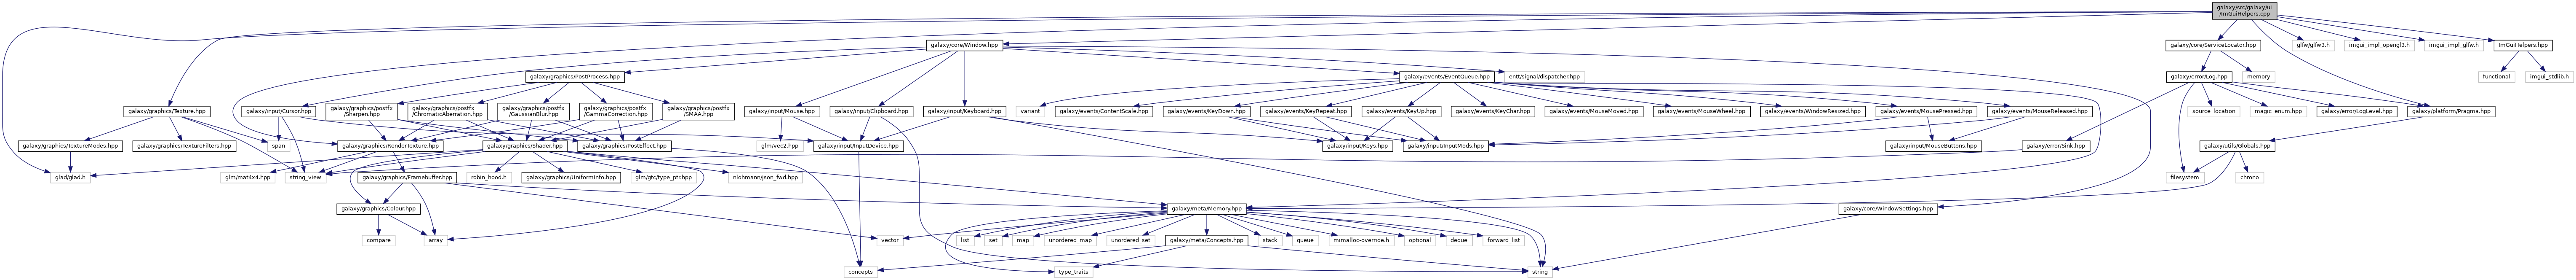 galaxy/src/galaxy/ui
/ImGuiHelpers.cpp
galaxy/core/Window.hpp
galaxy/core/ServiceLocator.hpp
glfw/glfw3.h
imgui_impl_opengl3.h
imgui_impl_glfw.h
ImGuiHelpers.hpp
galaxy/graphics/PostProcess.hpp
entt/signal/dispatcher.hpp
galaxy/events/EventQueue.hpp
galaxy/error/Log.hpp
memory
functional
imgui_stdlib.h
galaxy/graphics/Texture.hpp
galaxy/input/Cursor.hpp
galaxy/graphics/postfx
/Sharpen.hpp
galaxy/graphics/postfx
/ChromaticAberration.hpp
galaxy/graphics/postfx
/GaussianBlur.hpp
galaxy/graphics/postfx
/GammaCorrection.hpp
galaxy/graphics/postfx
/SMAA.hpp
galaxy/input/Mouse.hpp
galaxy/input/Clipboard.hpp
galaxy/input/Keyboard.hpp
variant
galaxy/events/ContentScale.hpp
galaxy/events/KeyDown.hpp
galaxy/events/KeyRepeat.hpp
galaxy/events/KeyUp.hpp
galaxy/events/KeyChar.hpp
galaxy/events/MouseMoved.hpp
galaxy/events/MouseWheel.hpp
galaxy/events/WindowResized.hpp
galaxy/events/MousePressed.hpp
galaxy/events/MouseReleased.hpp
source_location
magic_enum.hpp
galaxy/error/LogLevel.hpp
galaxy/platform/Pragma.hpp
galaxy/graphics/TextureModes.hpp
galaxy/graphics/TextureFilters.hpp
span
galaxy/graphics/RenderTexture.hpp
galaxy/graphics/Shader.hpp
galaxy/graphics/PostEffect.hpp
glm/vec2.hpp
galaxy/input/InputDevice.hpp
galaxy/input/Keys.hpp
galaxy/input/InputMods.hpp
galaxy/input/MouseButtons.hpp
galaxy/error/Sink.hpp
galaxy/utils/Globals.hpp
glad/glad.h
glm/mat4x4.hpp
string_view
galaxy/graphics/Framebuffer.hpp
robin_hood.h
galaxy/graphics/UniformInfo.hpp
glm/gtc/type_ptr.hpp
nlohmann/json_fwd.hpp
filesystem
chrono
galaxy/graphics/Colour.hpp
galaxy/meta/Memory.hpp
galaxy/core/WindowSettings.hpp
compare
array
vector
list
set
map
unordered_map
unordered_set
galaxy/meta/Concepts.hpp
stack
queue
mimalloc-override.h
optional
deque
forward_list
concepts
type_traits
string